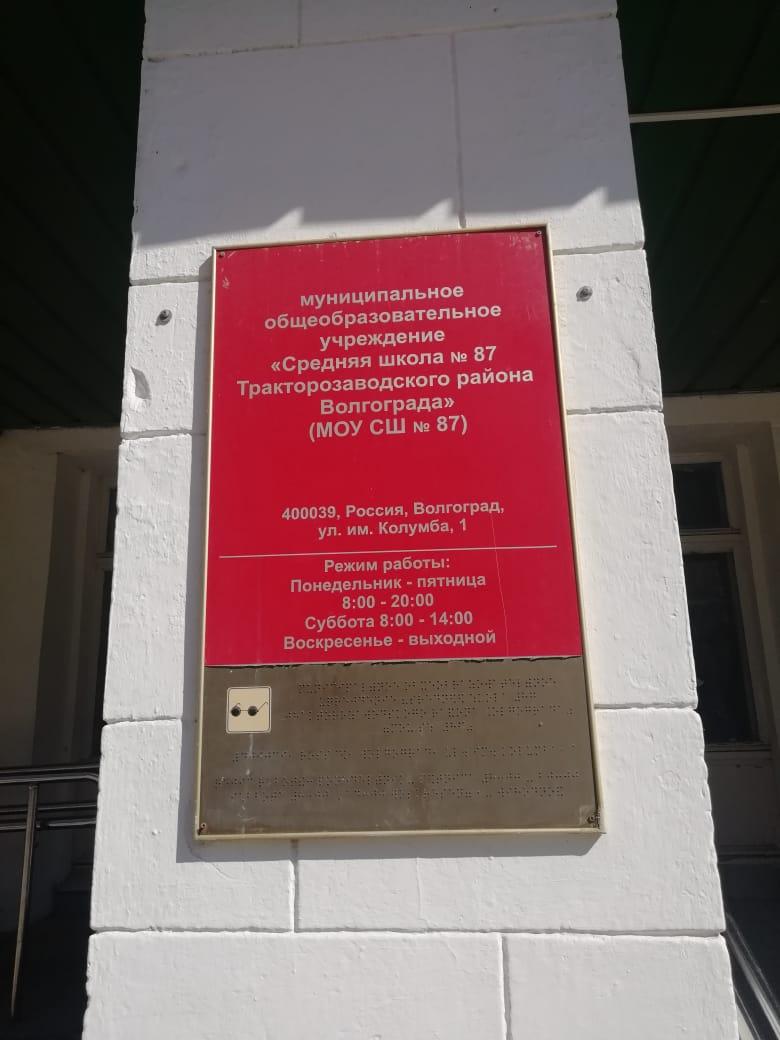 муниципальное
общеобразовательное
учреждение
«Средняя школа № 87
Тракторозаводского района
Волгограда»
(МОУ СШ № 87)
400039, Россия, Волгоград,
ул. им. Колумба, 1
Режим работы:
Понедельник - пятница
8:00 - 20:00
Суббота 8:00 - 14:00
Воскресенье - выходной